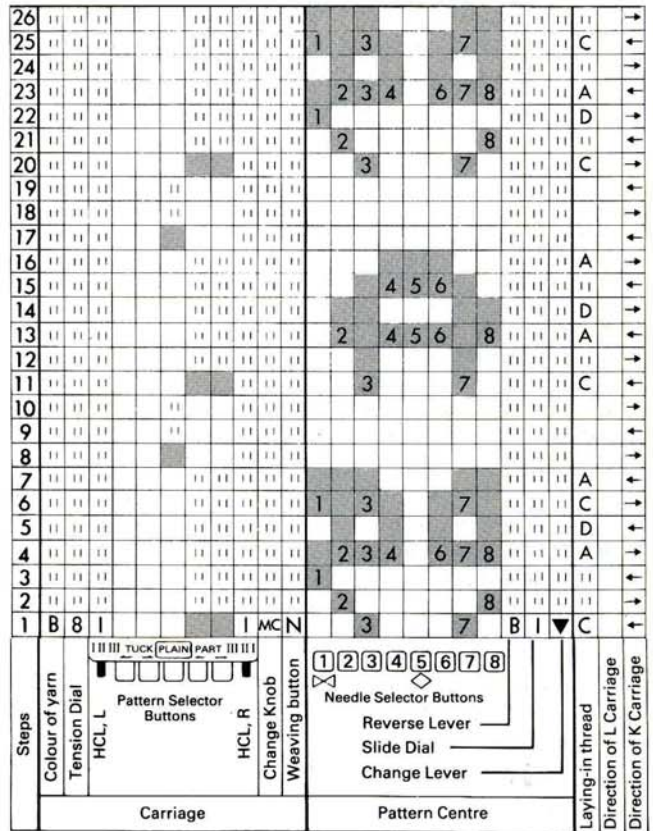 26 " " " " " " " " " " " " →
25 " " " " " " " " 1 3 7 " " " C ←
24 " " " " " " " " " " " " →
23 " " " " " " " " 2 3 4 6 7 8 " " " A ←
22 " " " " " " " " 1 " " " D →
21 " " " " " " " " 2 8 " " " " ←
20 " " " " " " 3 7 " " " C →
19 " " " " " " " " " " ←
18 " " " " " " " " " " →
17 " " " " " " " " " ←
16 " " " " " " " " " " " A →
15 " " " " " " " " 4 5 6 " " " " ←
14 " " " " " " " " " " " D →
13 " " " " " " " " 2 4 5 6 8 " " " A ←
12 " " " " " " " " " " " " →
11 " " " " " " 3 7 " " " C ←
10 " " " " " " " " " " →
9 " " " " " " " " " " ←
8 " " " " " " " " " →
7 " " " " " " " " " " " A ←
6 " " " " " " " " 1 3 7 " " " C →
5 " " " " " " " " " " " D ←
4 " " " " " " " " 2 3 4 6 7 8 " " " A →
3 " " " " " " " " 1 " " " " ←
2 " " " " " " " " 2 8 " " " " →
1 B 8 I I MC N 3 7 B I ▼ C ←
I II III TUCK PLAIN PART III II I
1 2 3 4 5 6 7 8
Steps
Colour of yarn
Tension Dial
HCL, L
Pattern Selector
Buttons
HCL, R
Change Knob
Weaving button
Needle Selector Buttons
Reverse Lever
Slide Dial
Change Lever
Laying-in thread
Direction of L Carriage
Direction of K Carriage
Carriage
Pattern Centre